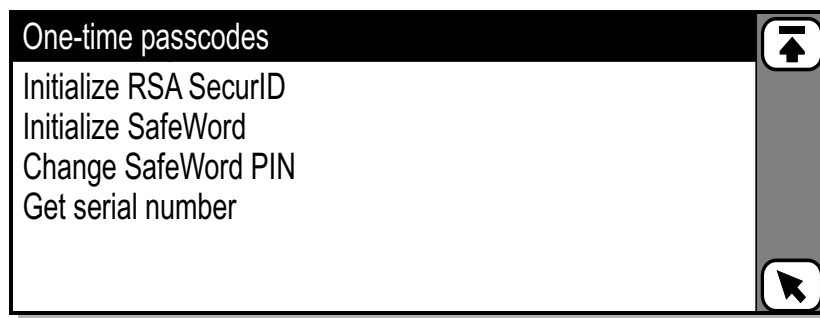 One-time passcodes
Initialize RSA SecurID
Initialize SafeWord
Change SafeWord PIN
Get serial number